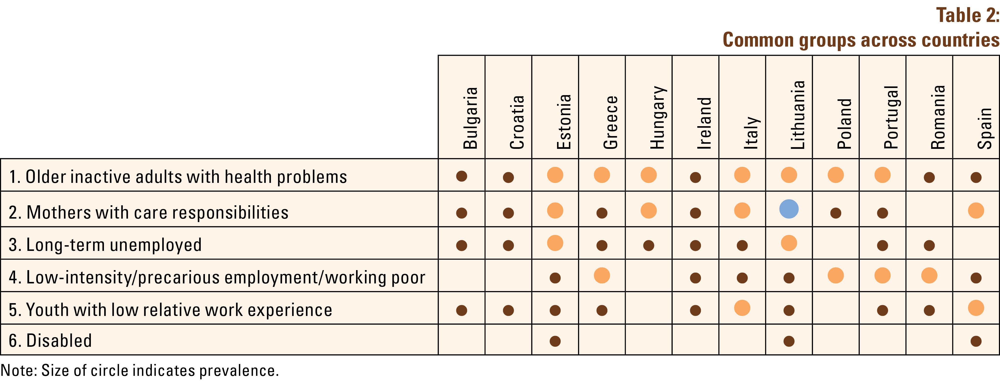 Table 2:
Common groups across countries
Bulgaria
Croatia
Estonia
Greece
Hungary
Ireland
Italy
Lithuania
Poland
Portugal
Romania
Spain
1. Older inactive adults with health problems
2. Mothers with care responsibilities
3. Long-term unemployed
4. Low-intensity/precarious employment/working poor
5. Youth with low relative work experience
6. Disabled
Note: Size of circle indicates prevalence.